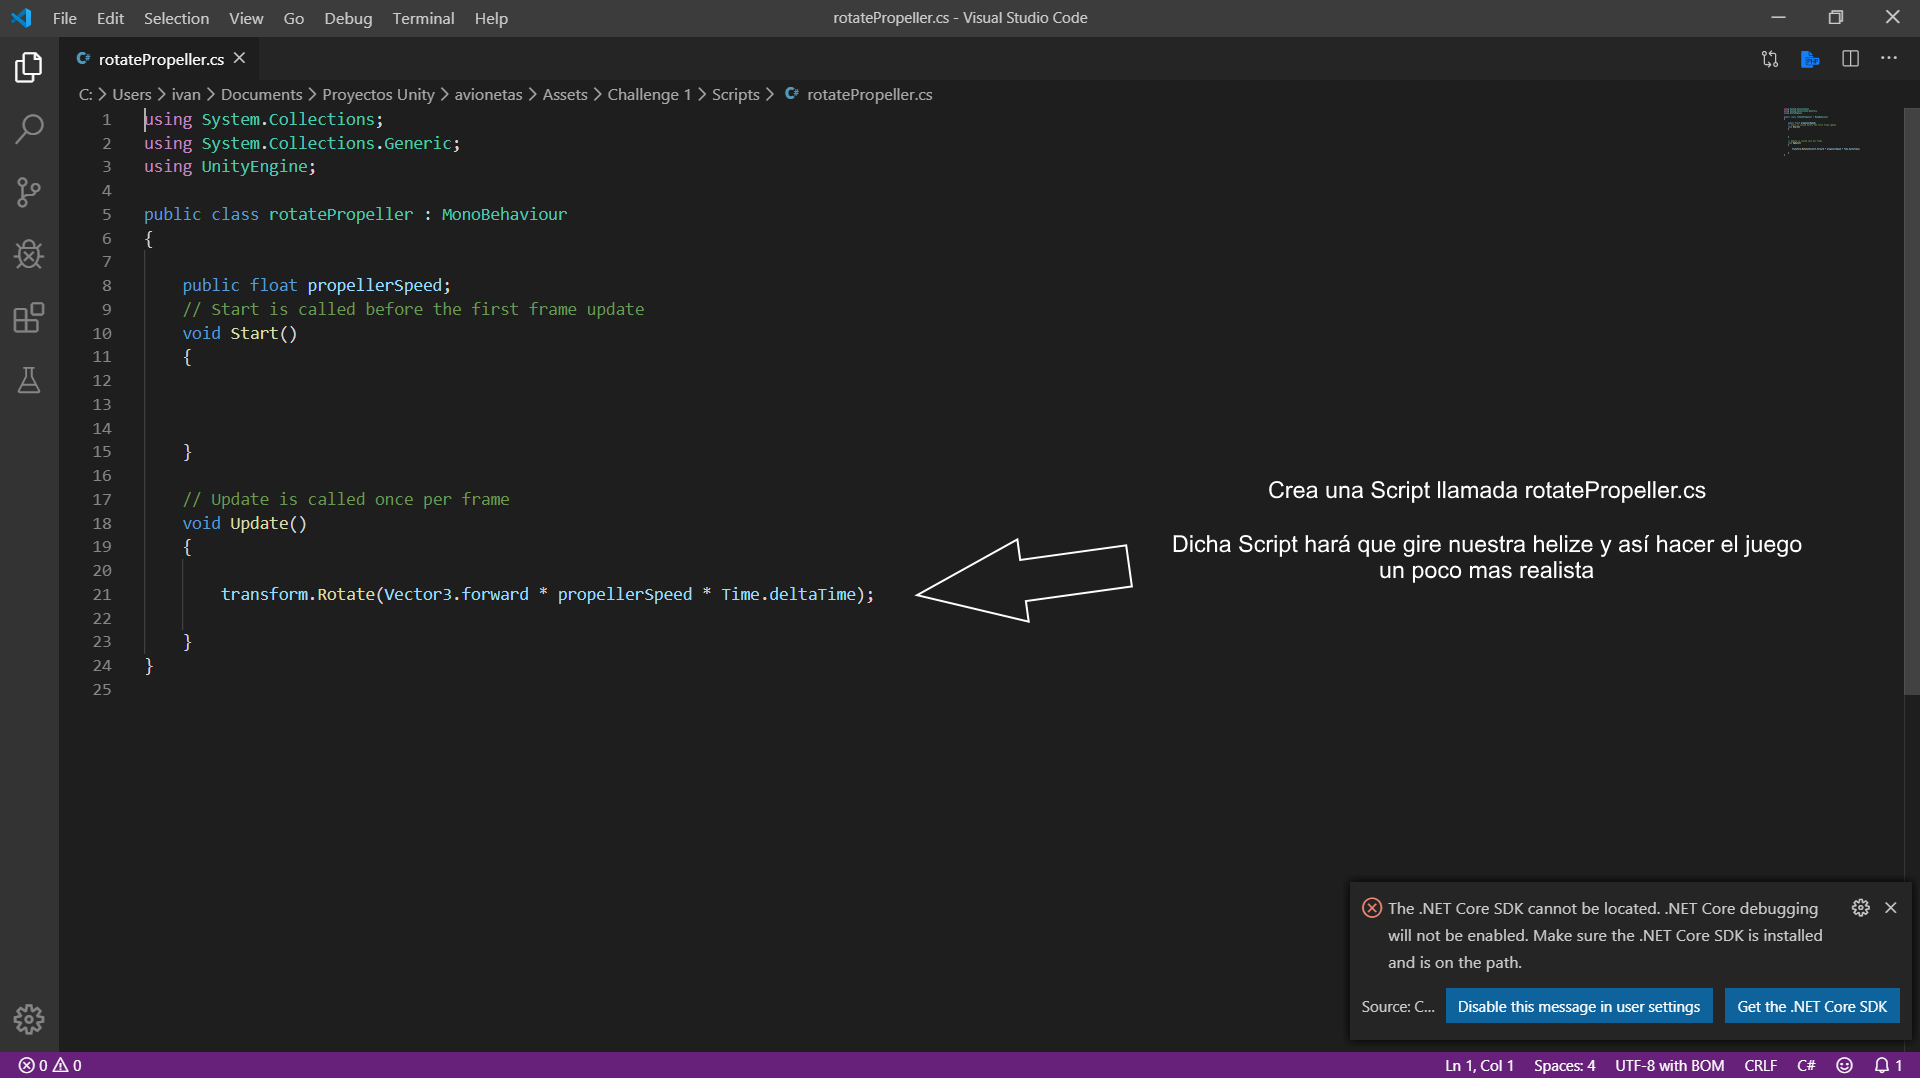 File Edit Selection View Go Debug Terminal Help
rotatePropeller.cs - Visual Studio Code
C# rotatePropeller.cs
C: > Users > ivan > Documents > Proyectos Unity > avionetas > Assets > Challenge 1 > Scripts > C# rotatePropeller.cs
1 using System.Collections;
2 using System.Collections.Generic;
3 using UnityEngine;
4
5 public class rotatePropeller : MonoBehaviour
6 {
7
8 public float propellerSpeed;
9 // Start is called before the first frame update
10 void Start()
11 {
12
13
14
15 }
16
17 // Update is called once per frame
18 void Update()
19 {
20
21 transform.Rotate(Vector3.forward * propellerSpeed * Time.deltaTime);
22
23 }
24 }
25
Crea una Script llamada rotatePropeller.cs
Dicha Script hará que gire nuestra helize y así hacer el juego
un poco mas realista
The .NET Core SDK cannot be located. .NET Core debugging
will not be enabled. Make sure the .NET Core SDK is installed
and is on the path.
Source: C... Disable this message in user settings Get the .NET Core SDK
0 0 Ln 1, Col 1 Spaces: 4 UTF-8 with BOM CRLF C# 1